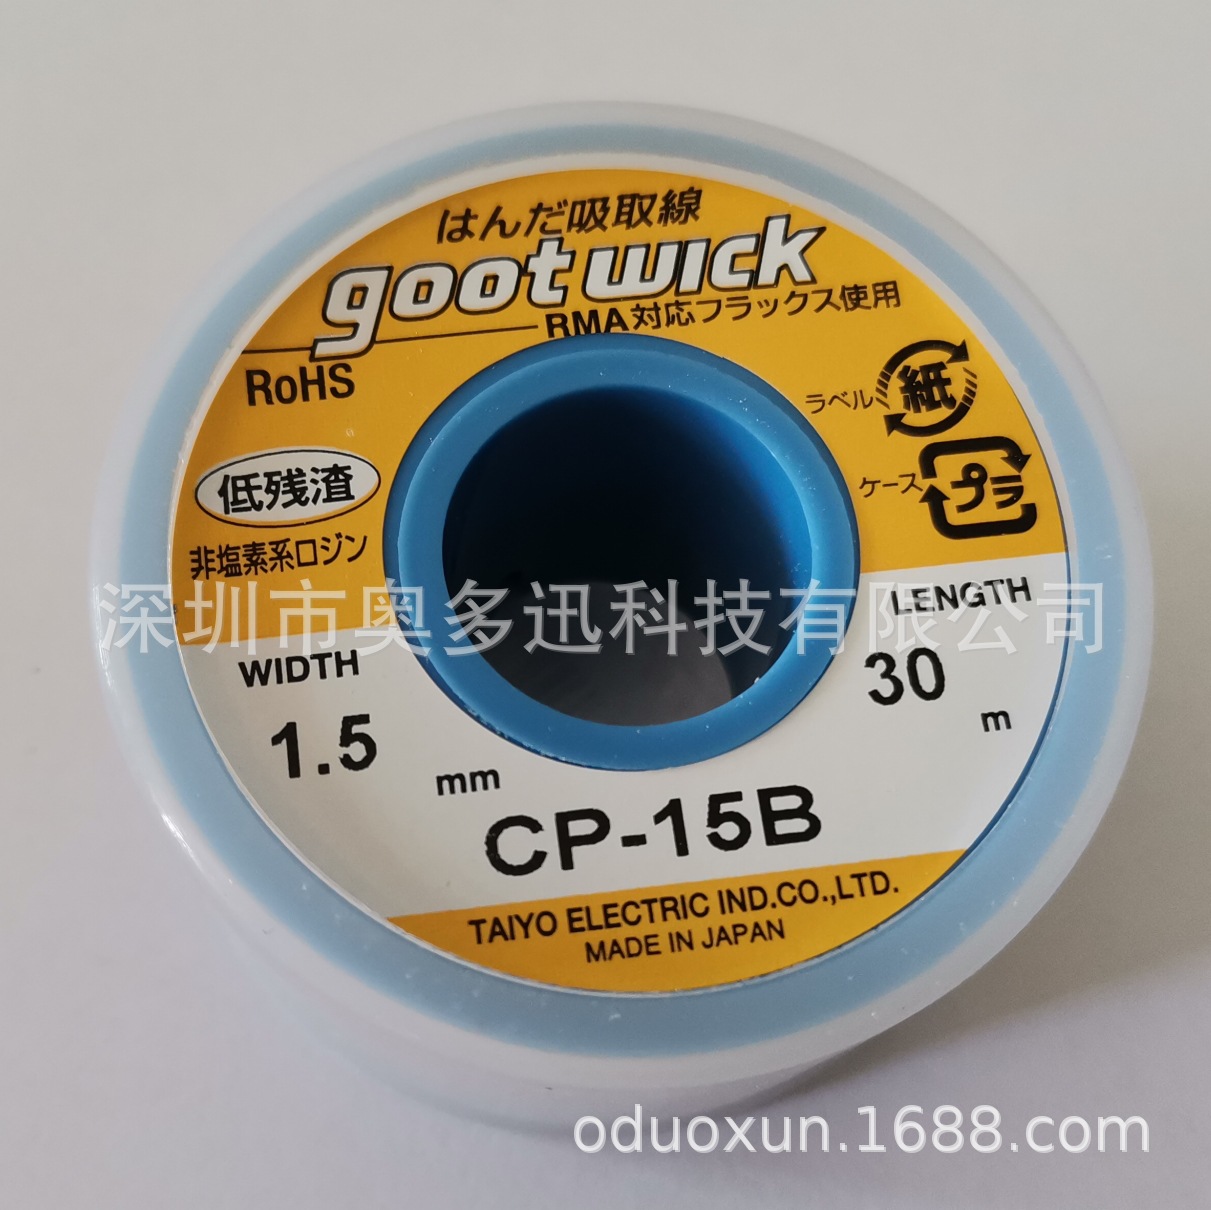 はんだ吸取線
goot wick
RMA対応フラックス使用
RoHS
ラベル 紙
低残渣
ケース プラ
非塩素系ロジン
深圳市奥多迅科技有限公司
LENGTH
WIDTH
30 m
1.5 mm
CP-15B
TAIYO ELECTRIC IND.CO.,LTD.
MADE IN JAPAN
oduoxun.1688.com